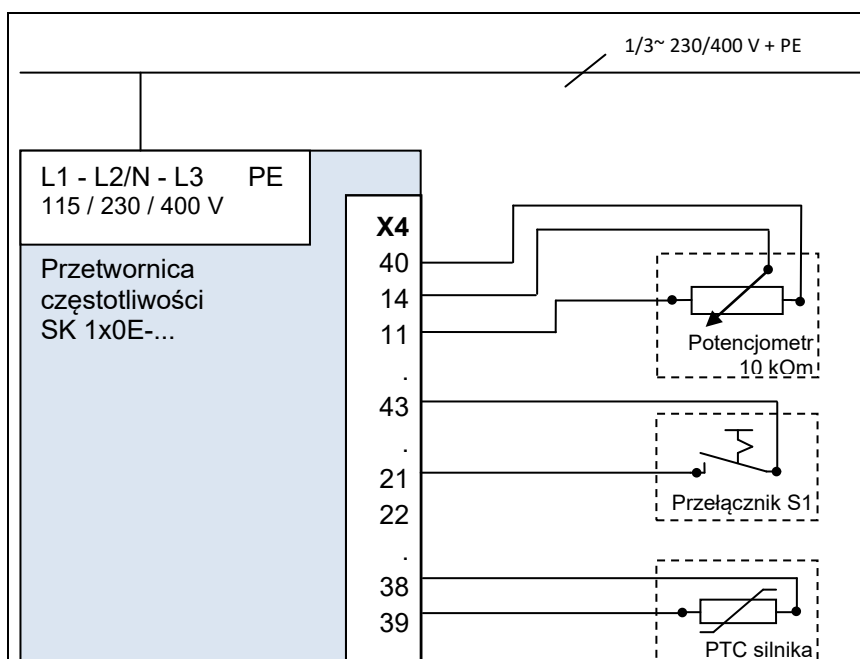 1/3~ 230/400 V + PE
L1 - L2/N - L3 PE
115 / 230 / 400 V
Przetwornica
częstotliwości
SK 1x0E-...
X4
40
14
11
.
43
.
21
22
.
38
39
Potencjometr
10 kOm
Przełącznik S1
PTC silnika